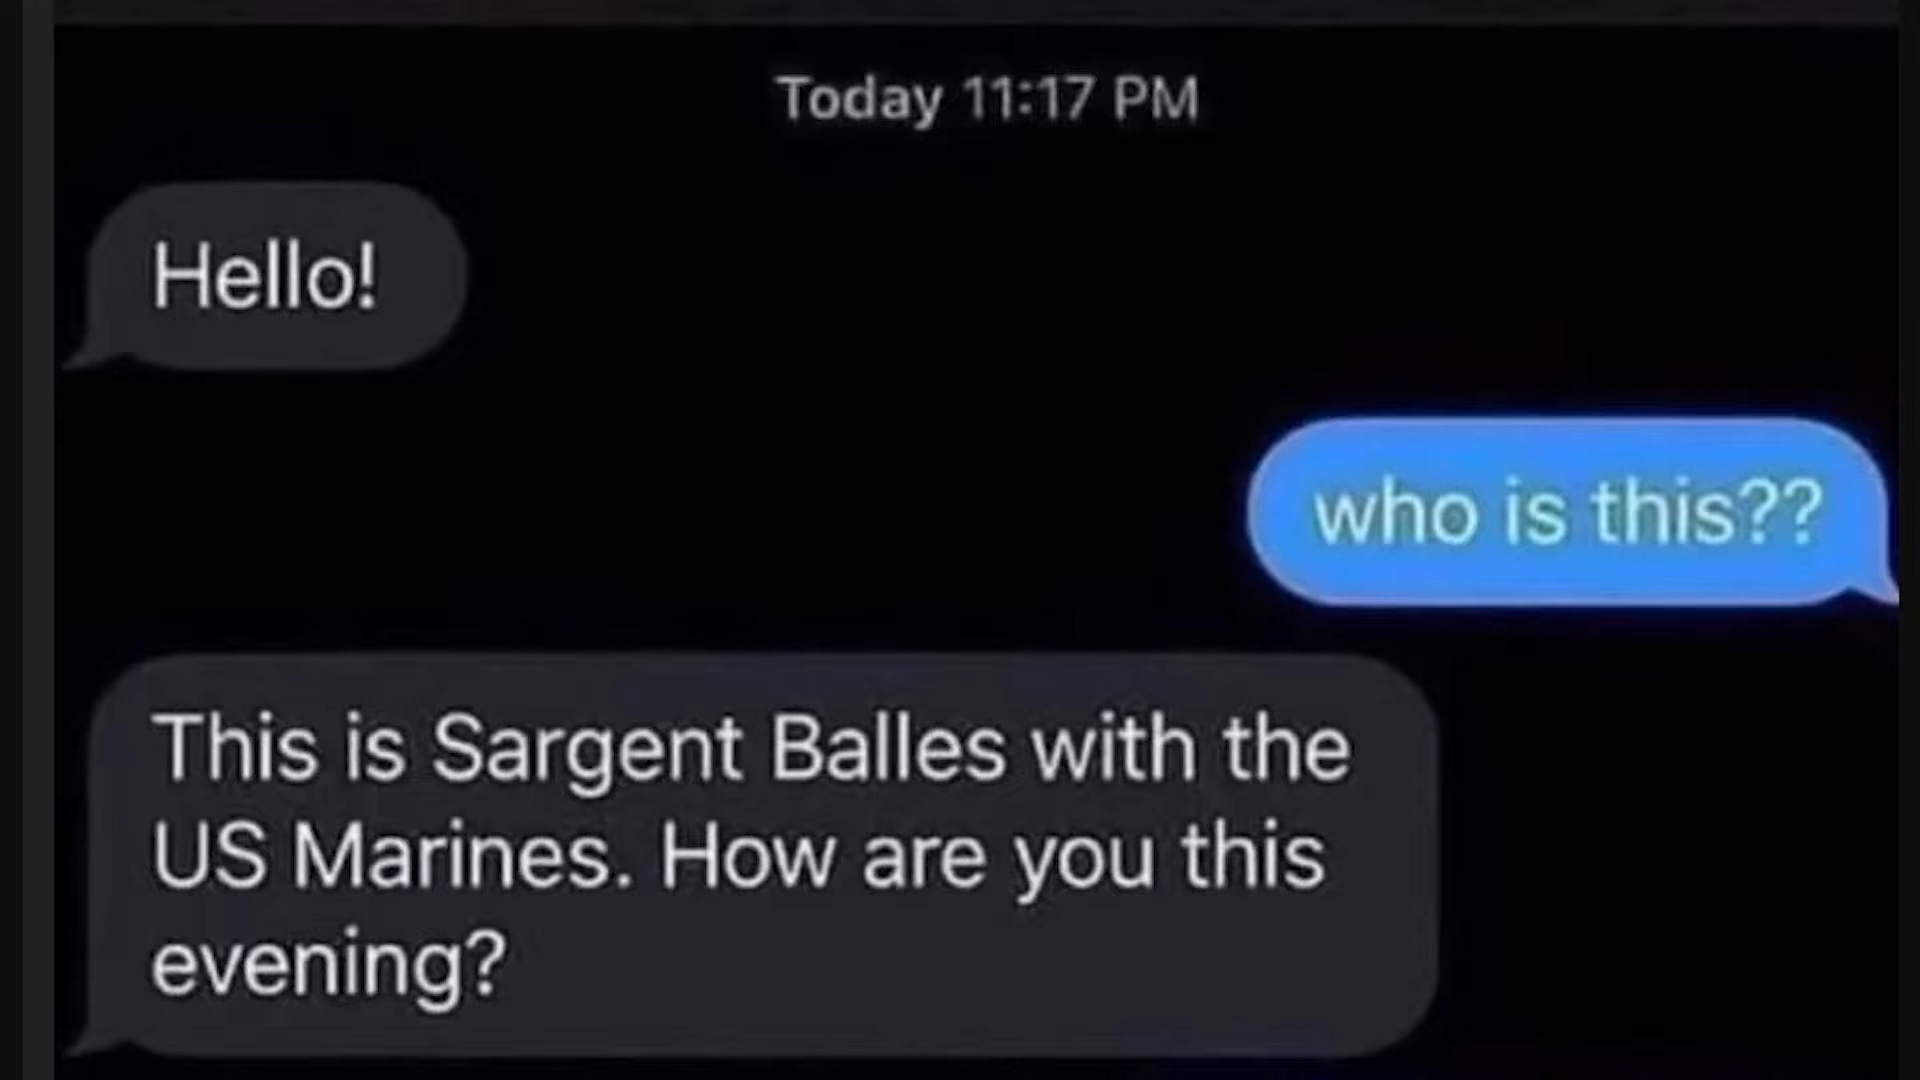 Today 11:17 PM
Hello!
who is this??
This is Sargent Balles with the
US Marines. How are you this
evening?